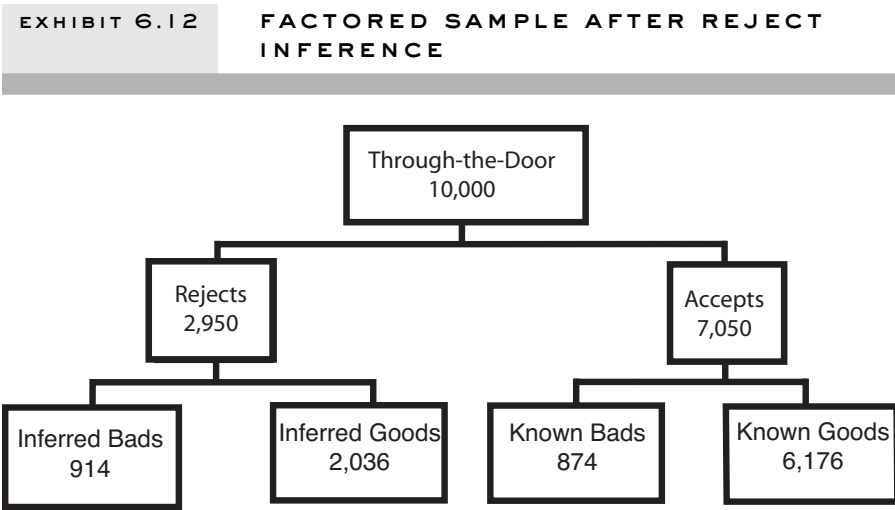 EXHIBIT 6.12
FACTORED SAMPLE AFTER REJECT
INFERENCE
Through-the-Door
10,000
Rejects
2,950
Accepts
7,050
Inferred Bads
914
Inferred Goods
2,036
Known Bads
874
Known Goods
6,176